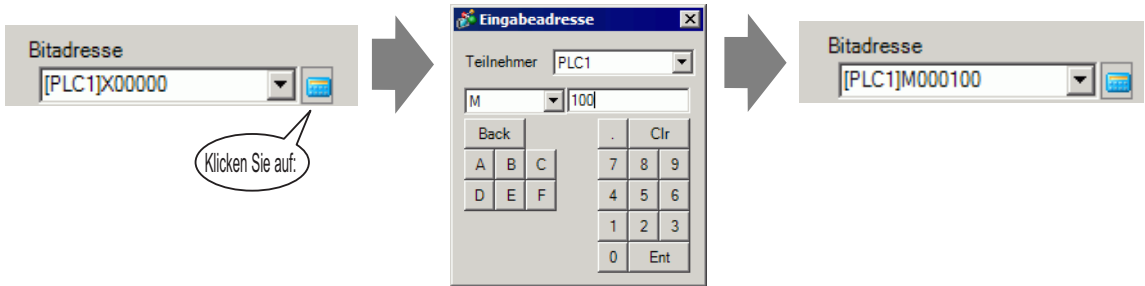 Bitadresse
[PLC1]X00000
Klicken Sie auf:
Eingabeadresse
Teilnehmer PLC1
M 100
Back . Clr
A B C 7 8 9
D E F 4 5 6
1 2 3
0 Ent
Bitadresse
[PLC1]M000100